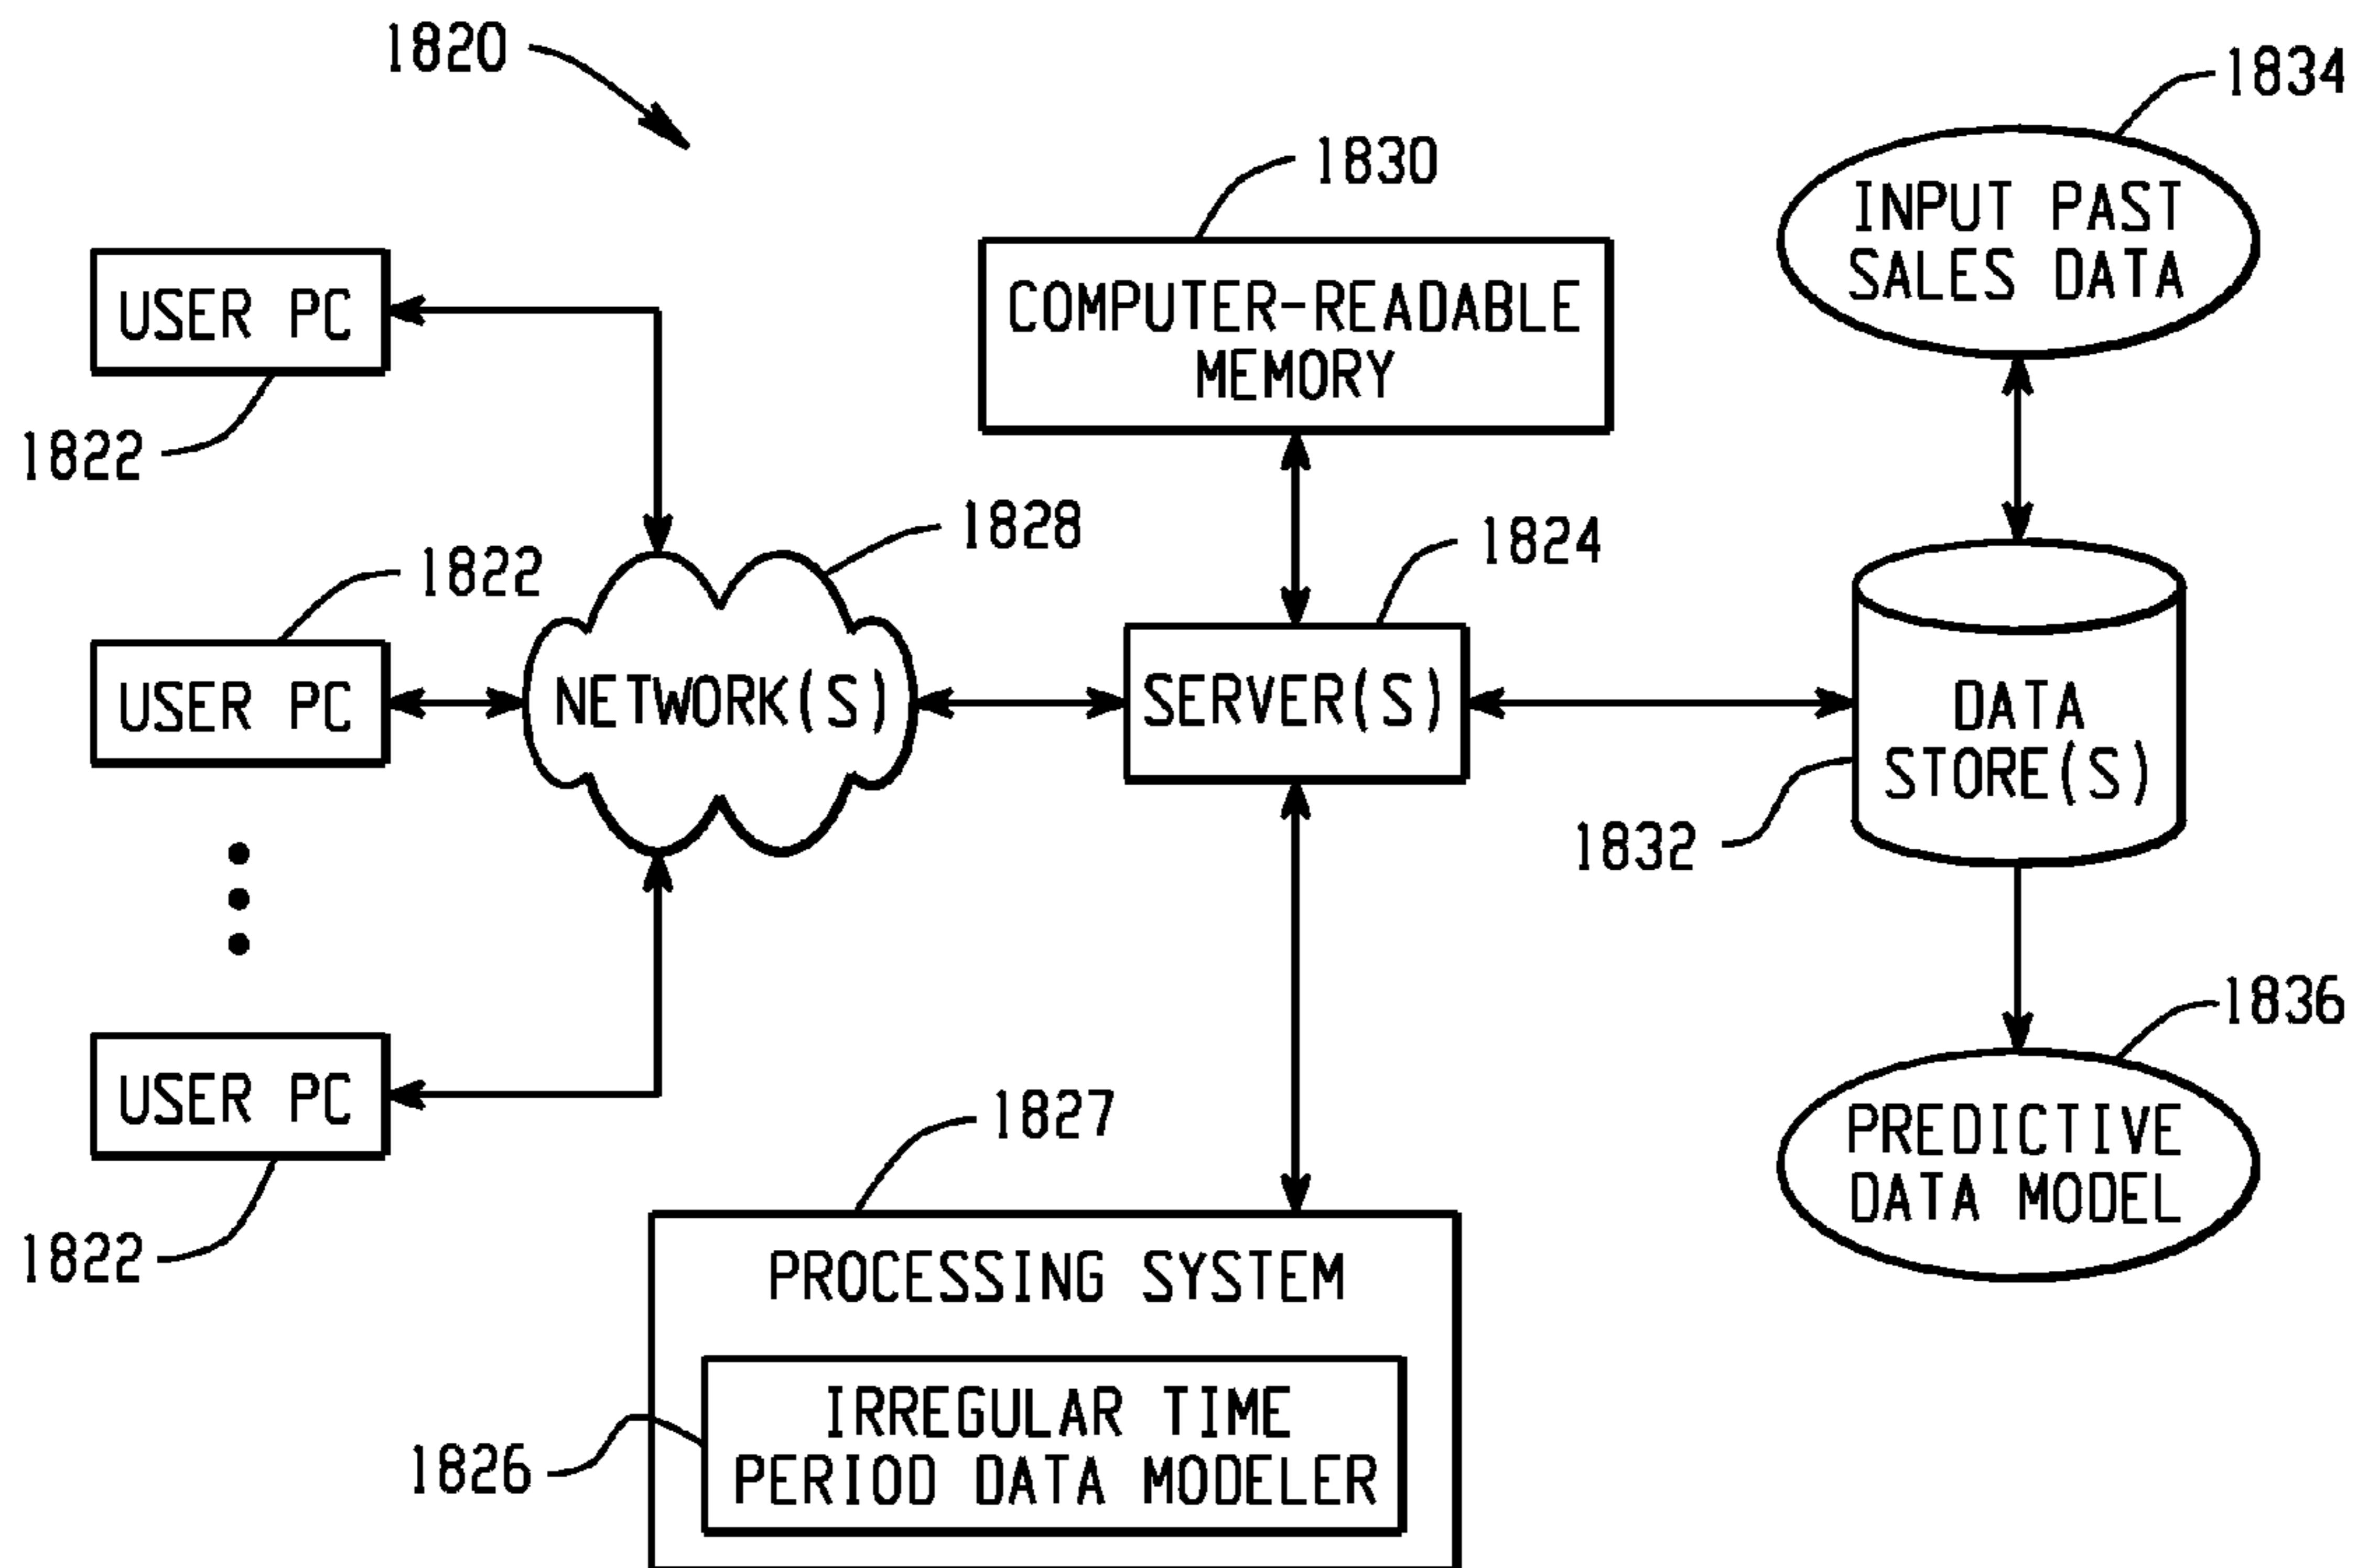 1820
1834
1830
INPUT PAST
SALES DATA
USER PC
COMPUTER-READABLE
MEMORY
1822
1828
1824
1822
USER PC
NETWORK(S)
SERVER(S)
DATA
STORE(S)
1832
1836
USER PC
1827
PREDICTIVE
DATA MODEL
1822
PROCESSING SYSTEM
IRREGULAR TIME
PERIOD DATA MODELER
1826